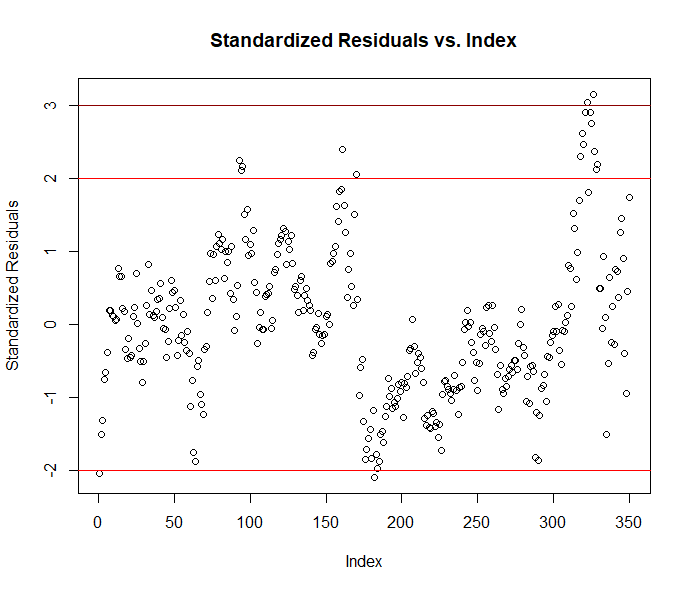 Standardized Residuals vs. Index
Standardized Residuals
3
2
1
0
-1
-2
0 50 100 150 200 250 300 350
Index